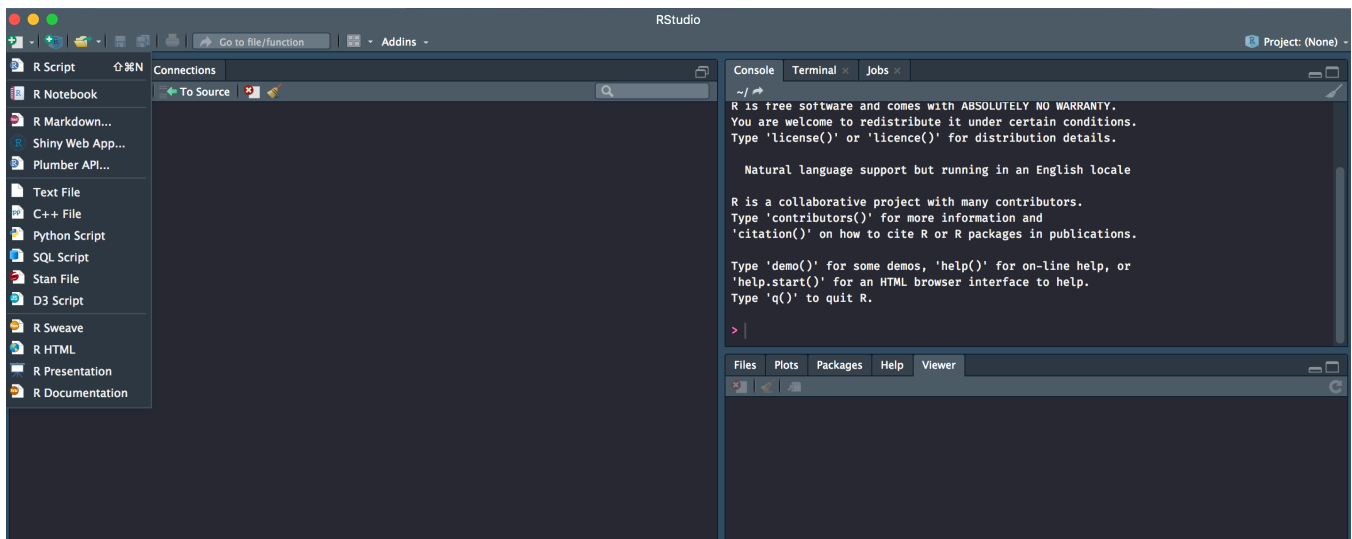 RStudio
Go to file/function
Addins
Project: (None)
R Script ⇧⌘N
R Notebook
R Markdown...
Shiny Web App...
Plumber API...
Text File
C++ File
Python Script
SQL Script
Stan File
D3 Script
R Sweave
R HTML
R Presentation
R Documentation
Connections
To Source
Console Terminal Jobs
~/
R is free software and comes with ABSOLUTELY NO WARRANTY.
You are welcome to redistribute it under certain conditions.
Type 'license()' or 'licence()' for distribution details.
Natural language support but running in an English locale
R is a collaborative project with many contributors.
Type 'contributors()' for more information and
'citation()' on how to cite R or R packages in publications.
Type 'demo()' for some demos, 'help()' for on-line help, or
'help.start()' for an HTML browser interface to help.
Type 'q()' to quit R.
>
Files Plots Packages Help Viewer